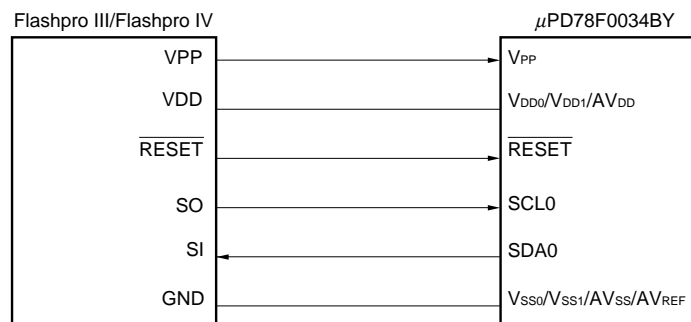 Flashpro III/Flashpro IV
μPD78F0034BY
VPP
VPP
VDD
VDD0/VDD1/AVDD
RESET
RESET
SO
SCL0
SI
SDA0
GND
VSS0/VSS1/AVSS/AVREF